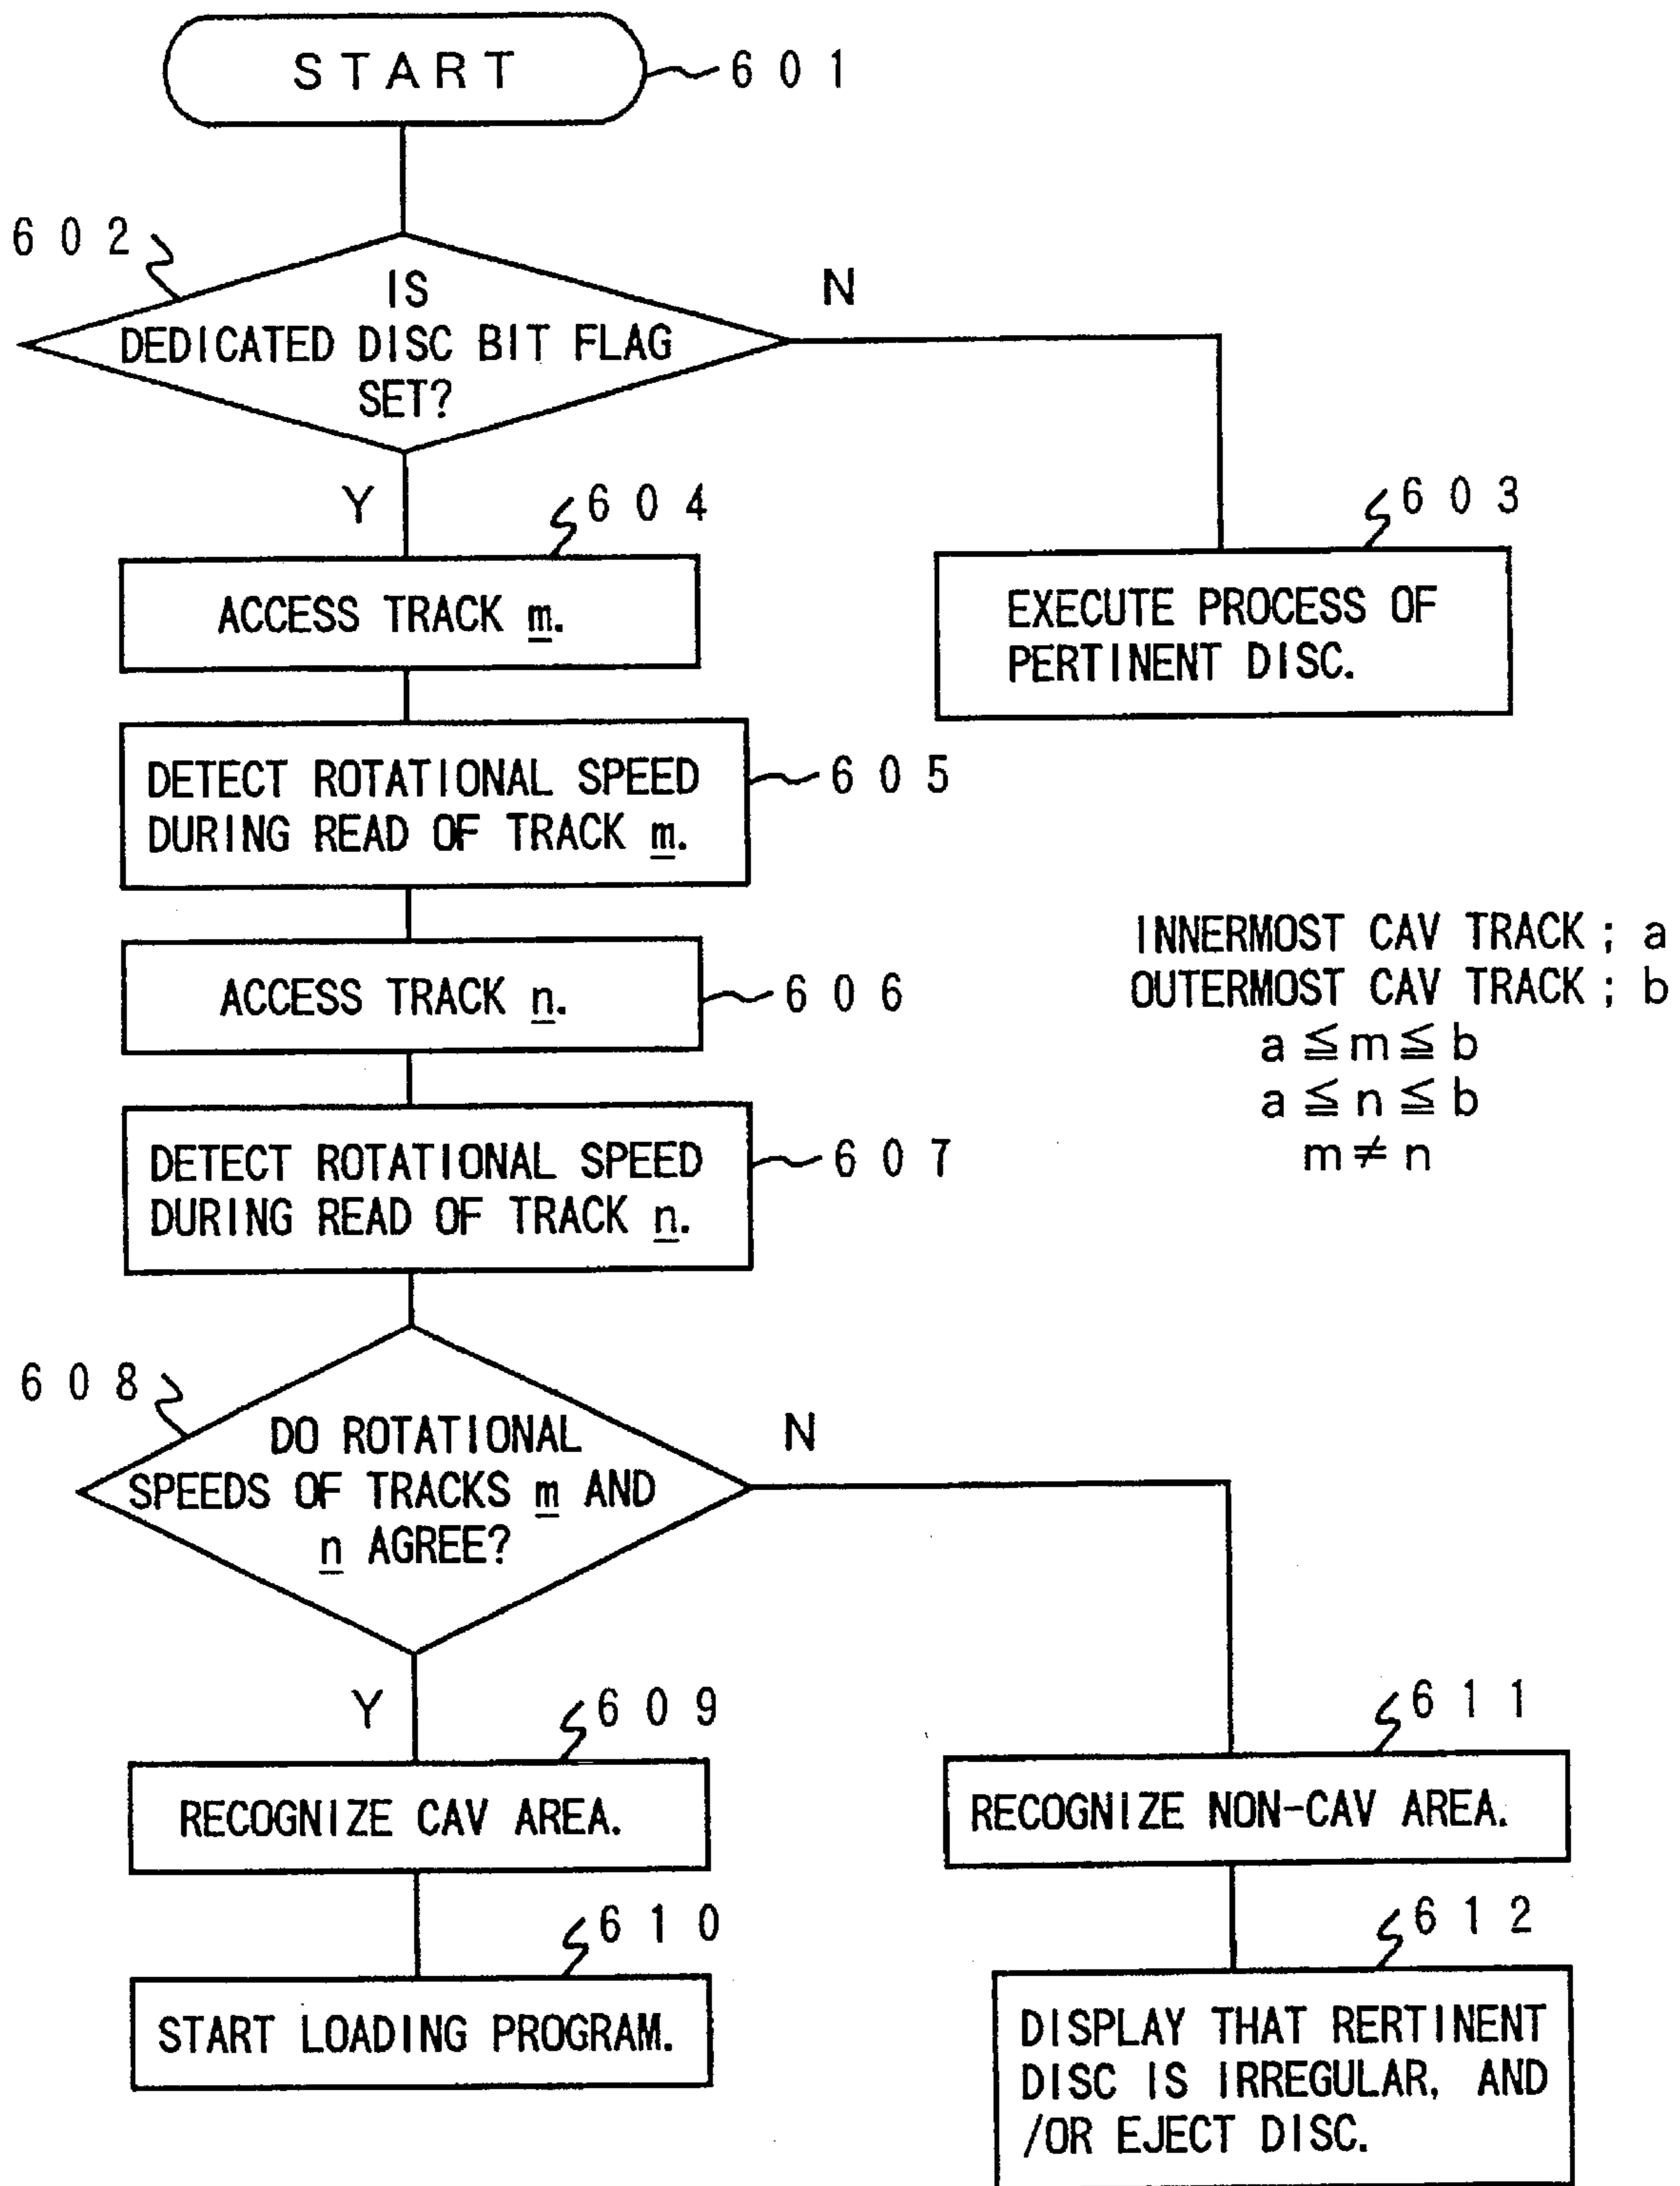 START
601
602
IS
DEDICATED DISC BIT FLAG
SET?
N
Y
603
EXECUTE PROCESS OF
PERTINENT DISC.
604
ACCESS TRACK m.
DETECT ROTATIONAL SPEED
DURING READ OF TRACK m.
605
ACCESS TRACK n.
606
DETECT ROTATIONAL SPEED
DURING READ OF TRACK n.
607
INNERMOST CAV TRACK ; a
OUTERMOST CAV TRACK ; b
a ≦ m ≦ b
a ≦ n ≦ b
m ≠ n
608
DO ROTATIONAL
SPEEDS OF TRACKS m AND
n AGREE?
N
Y
609
RECOGNIZE CAV AREA.
610
START LOADING PROGRAM.
611
RECOGNIZE NON-CAV AREA.
612
DISPLAY THAT RERTINENT
DISC IS IRREGULAR, AND
/OR EJECT DISC.